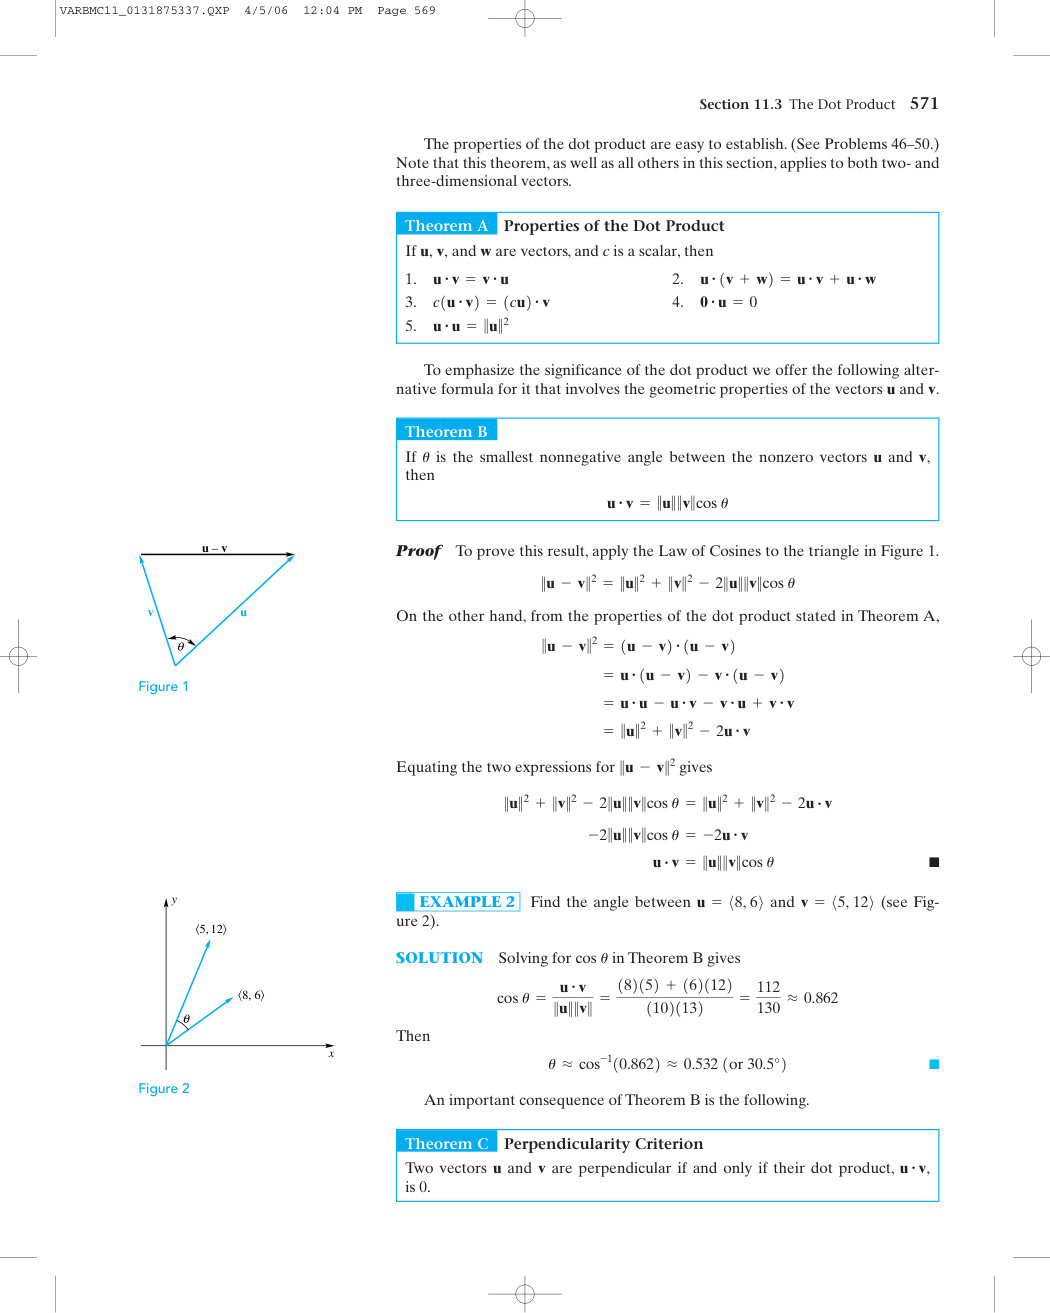 VARBMC11_0131875337.QXP 4/5/06 12:04 PM Page 569
Section 11.3 The Dot Product 571
The properties of the dot product are easy to establish. (See Problems 46–50.)
Note that this theorem, as well as all others in this section, applies to both two- and
three-dimensional vectors.
Theorem A Properties of the Dot Product
If u, v, and w are vectors, and c is a scalar, then
1. u · v = v · u 2. u · (v + w) = u · v + u · w
3. c(u · v) = (cu) · v 4. 0 · u = 0
5. u · u = ‖u‖²
To emphasize the significance of the dot product we offer the following alter-
native formula for it that involves the geometric properties of the vectors u and v.
Theorem B
If θ is the smallest nonnegative angle between the nonzero vectors u and v,
then
u · v = ‖u‖‖v‖cos θ
Proof To prove this result, apply the Law of Cosines to the triangle in Figure 1.
‖u − v‖² = ‖u‖² + ‖v‖² − 2‖u‖‖v‖cos θ
On the other hand, from the properties of the dot product stated in Theorem A,
‖u − v‖² = (u − v) · (u − v)
= u · (u − v) − v · (u − v)
= u · u − u · v − v · u + v · v
= ‖u‖² + ‖v‖² − 2u · v
Equating the two expressions for ‖u − v‖² gives
‖u‖² + ‖v‖² − 2‖u‖‖v‖cos θ = ‖u‖² + ‖v‖² − 2u · v
−2‖u‖‖v‖cos θ = −2u · v
u · v = ‖u‖‖v‖cos θ
u – v
v
u
θ
Figure 1
EXAMPLE 2 Find the angle between u = ⟨8, 6⟩ and v = ⟨5, 12⟩ (see Fig-
ure 2).
SOLUTION Solving for cos θ in Theorem B gives
cos θ = u · v / ‖u‖‖v‖ = (8)(5) + (6)(12) / (10)(13) = 112 / 130 ≈ 0.862
Then
θ ≈ cos⁻¹(0.862) ≈ 0.532 (or 30.5°)
y
⟨5, 12⟩
⟨8, 6⟩
θ
x
Figure 2
An important consequence of Theorem B is the following.
Theorem C Perpendicularity Criterion
Two vectors u and v are perpendicular if and only if their dot product, u · v,
is 0.